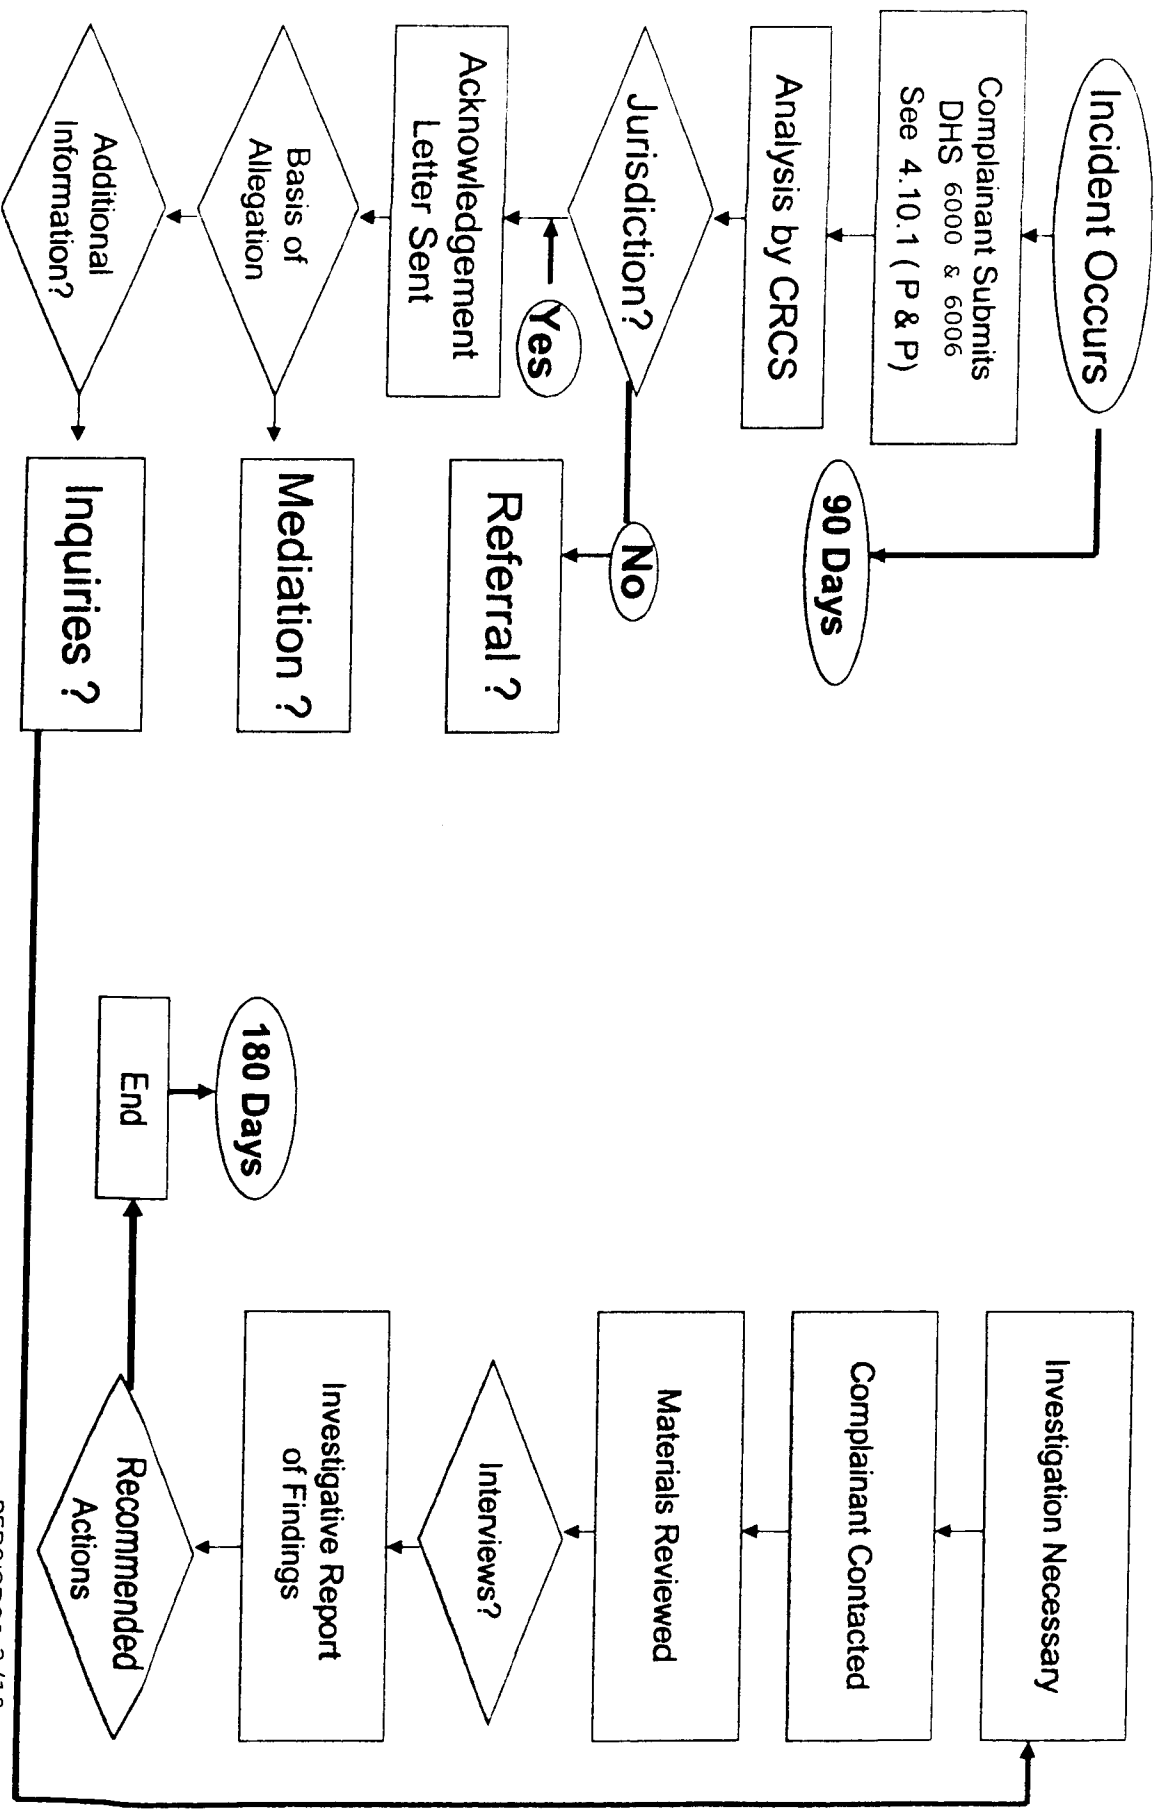 Incident Occurs
Complainant Submits
DHS 6000 & 6006
See 4.10.1 ( P & P)
90 Days
Analysis by CRCS
Jurisdiction?
Yes
No
Referral ?
Acknowledgement
Letter Sent
Basis of
Allegation
Mediation ?
Additional
Information?
Inquiries ?
Investigation Necessary
Complainant Contacted
Materials Reviewed
Interviews?
Investigative Report
of Findings
Recommended
Actions
End
180 Days